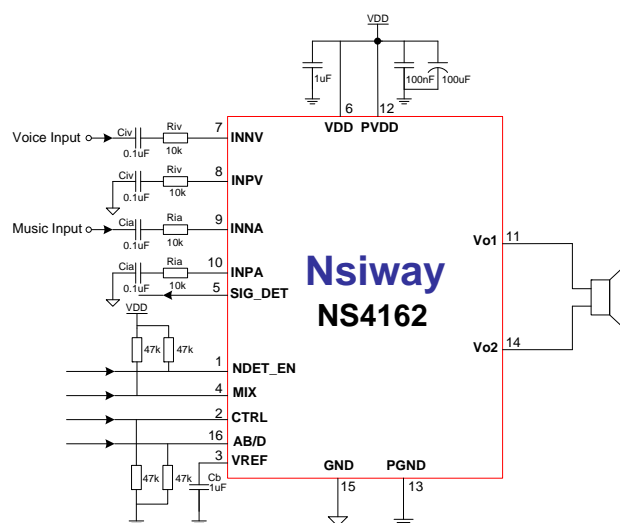 VDD
1uF
100nF
100uF
6
12
VDD PVDD
Voice Input
Civ
0.1uF
Riv
10k
7
INNV
Civ
0.1uF
Riv
10k
8
INPV
Music Input
Cia
0.1uF
Ria
10k
9
INNA
Cia
0.1uF
Ria
10k
10
INPA
5
SIG_DET
Nsiway
NS4162
Vo1
11
Vo2
14
VDD
47k
47k
1
NDET_EN
4
MIX
2
CTRL
16
AB/D
3
VREF
47k
47k
Cb
1uF
GND
PGND
15
13